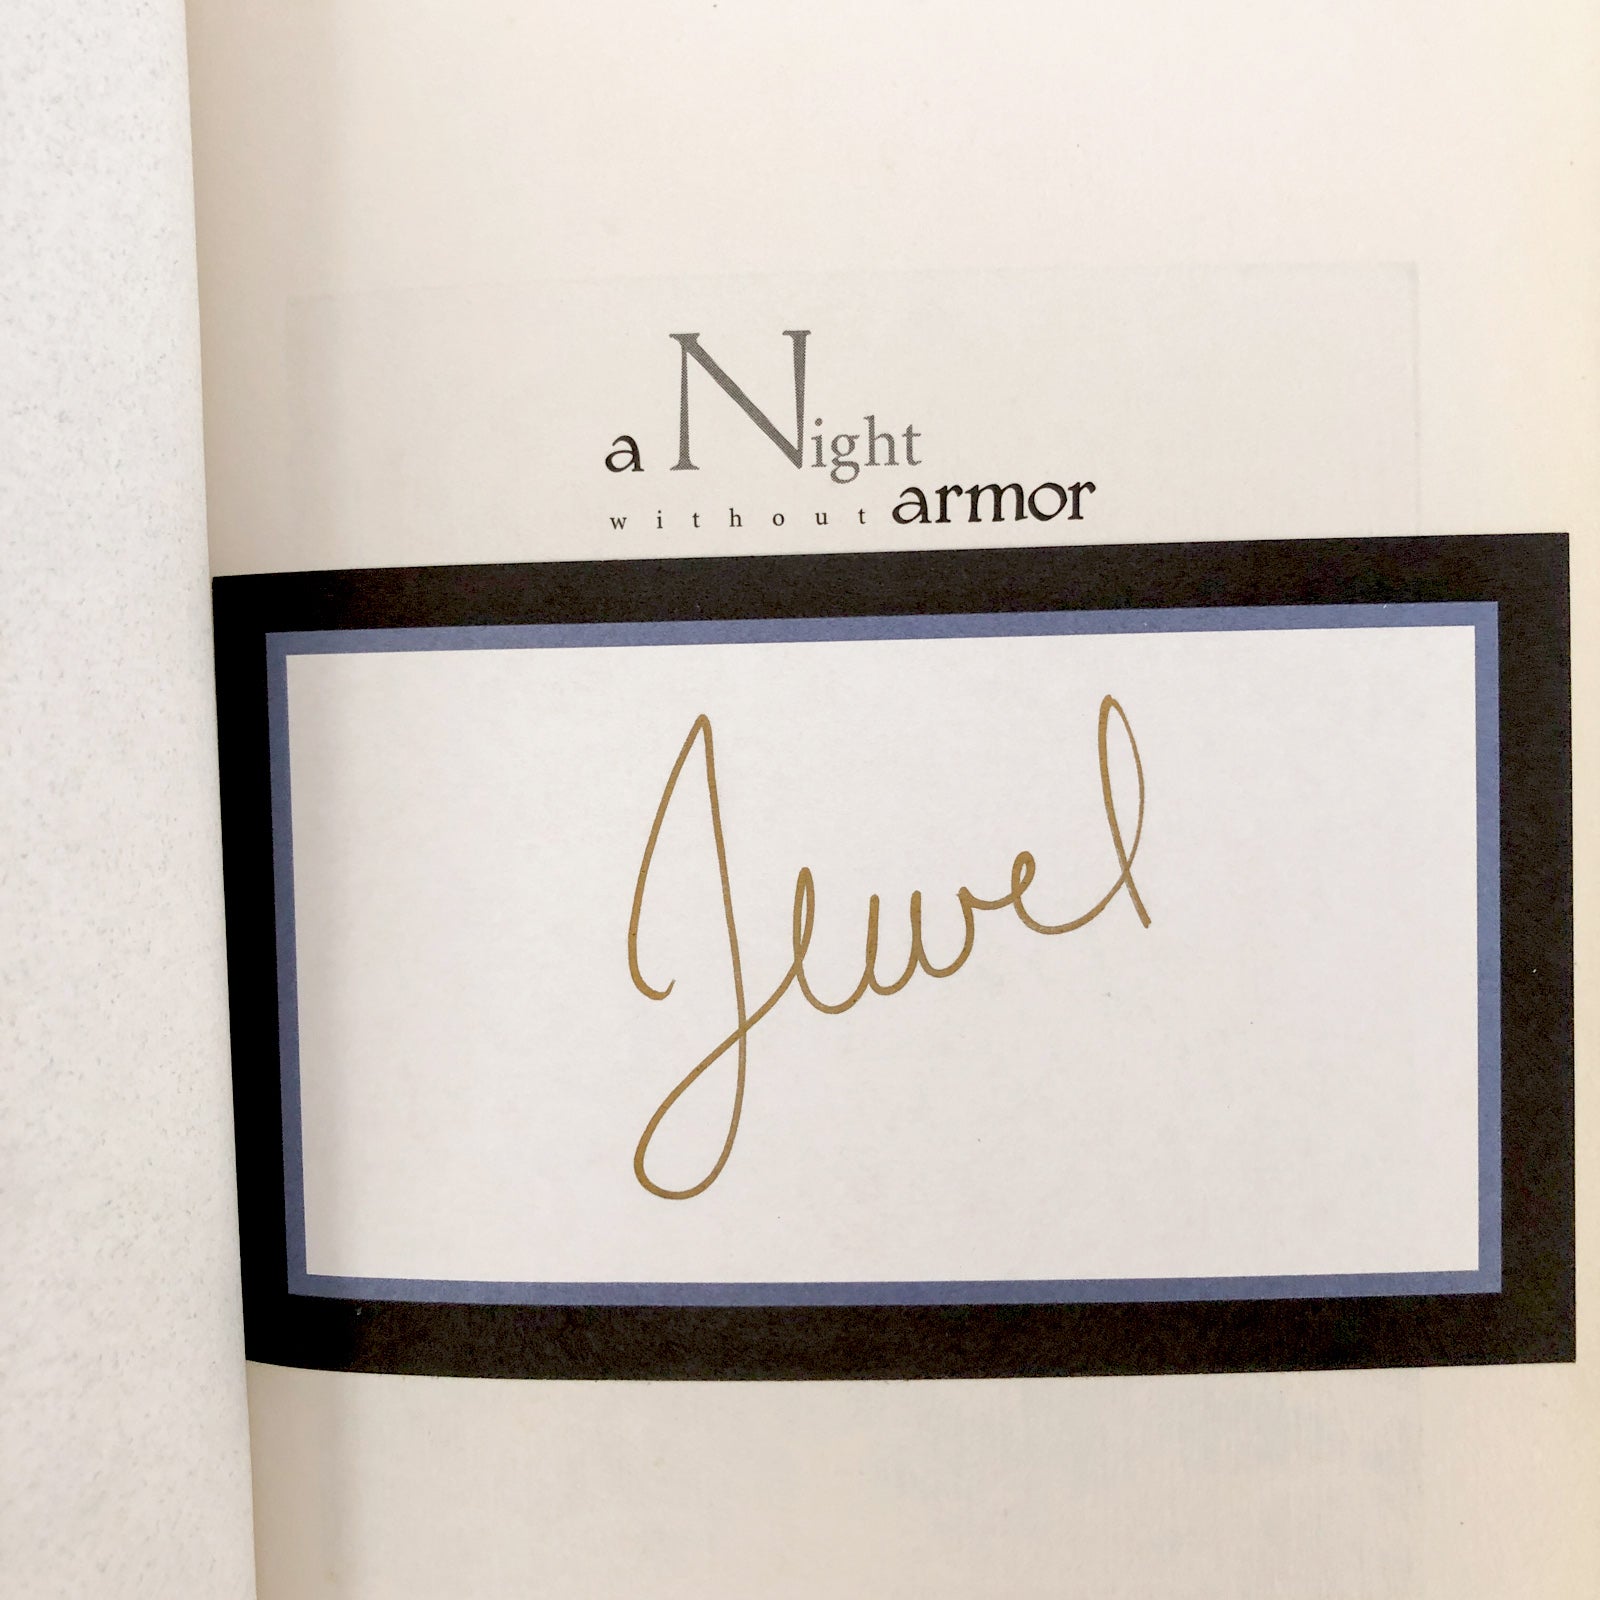 a Night
without armor
Jewel